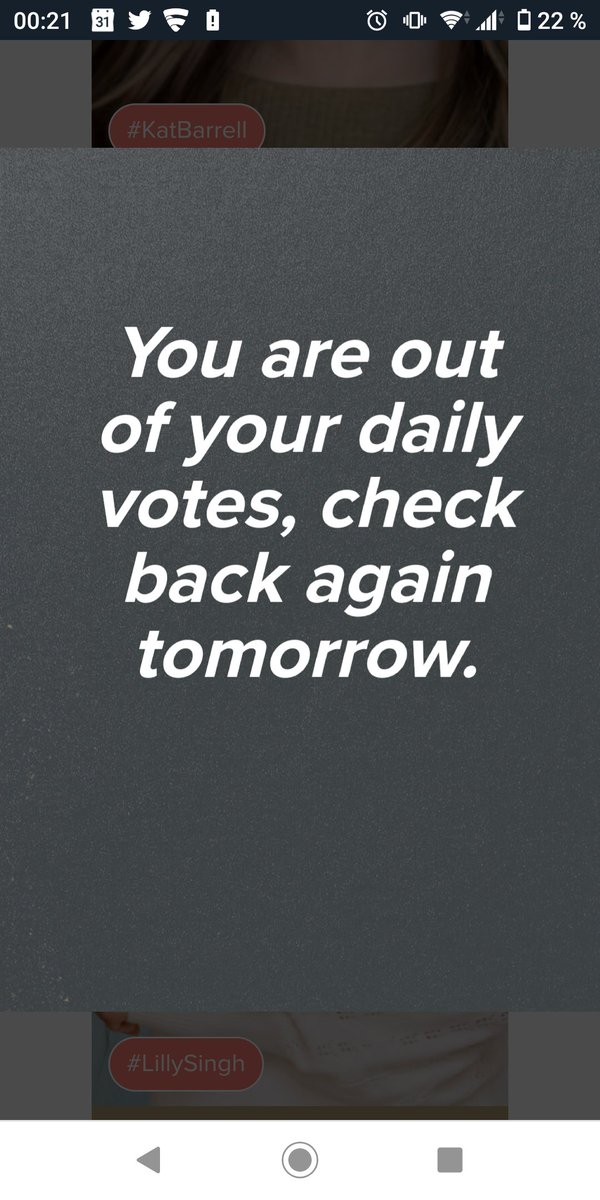 00:21 31 22 %
#KatBarrell
You are out
of your daily
votes, check
back again
tomorrow.
#LillySingh